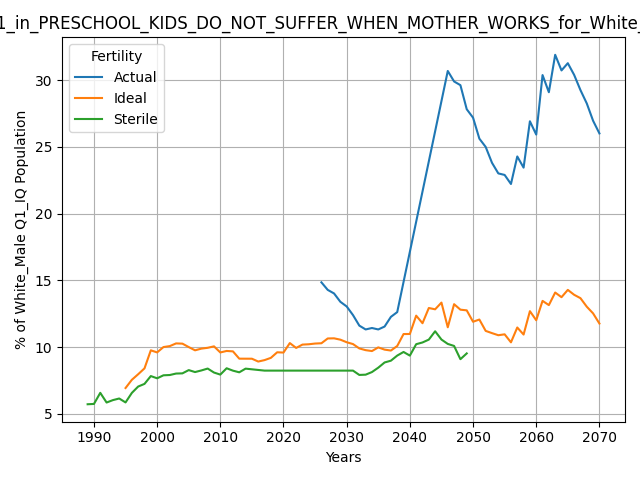 1_in_PRESCHOOL_KIDS_DO_NOT_SUFFER_WHEN_MOTHER_WORKS_for_White_
Fertility
Actual
Ideal
Sterile
% of White_Male Q1_IQ Population
30
25
20
15
10
5
1990 2000 2010 2020 2030 2040 2050 2060 2070
Years